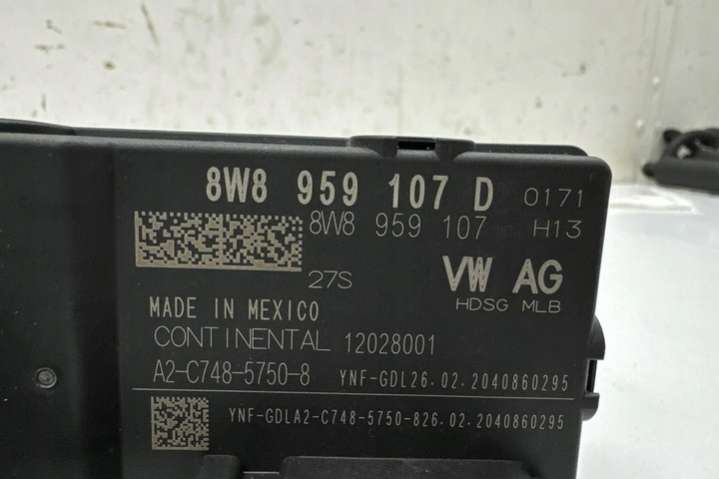 8W8 959 107 D 0171
8W8 959 107 H13
27S VW AG
HDSG MLB
MADE IN MEXICO
CONTINENTAL 12028001
A2-C748-5750-8 YNF-GDL26.02.2040860295
YNF-GDLA2-C748-5750-826.02.2040860295